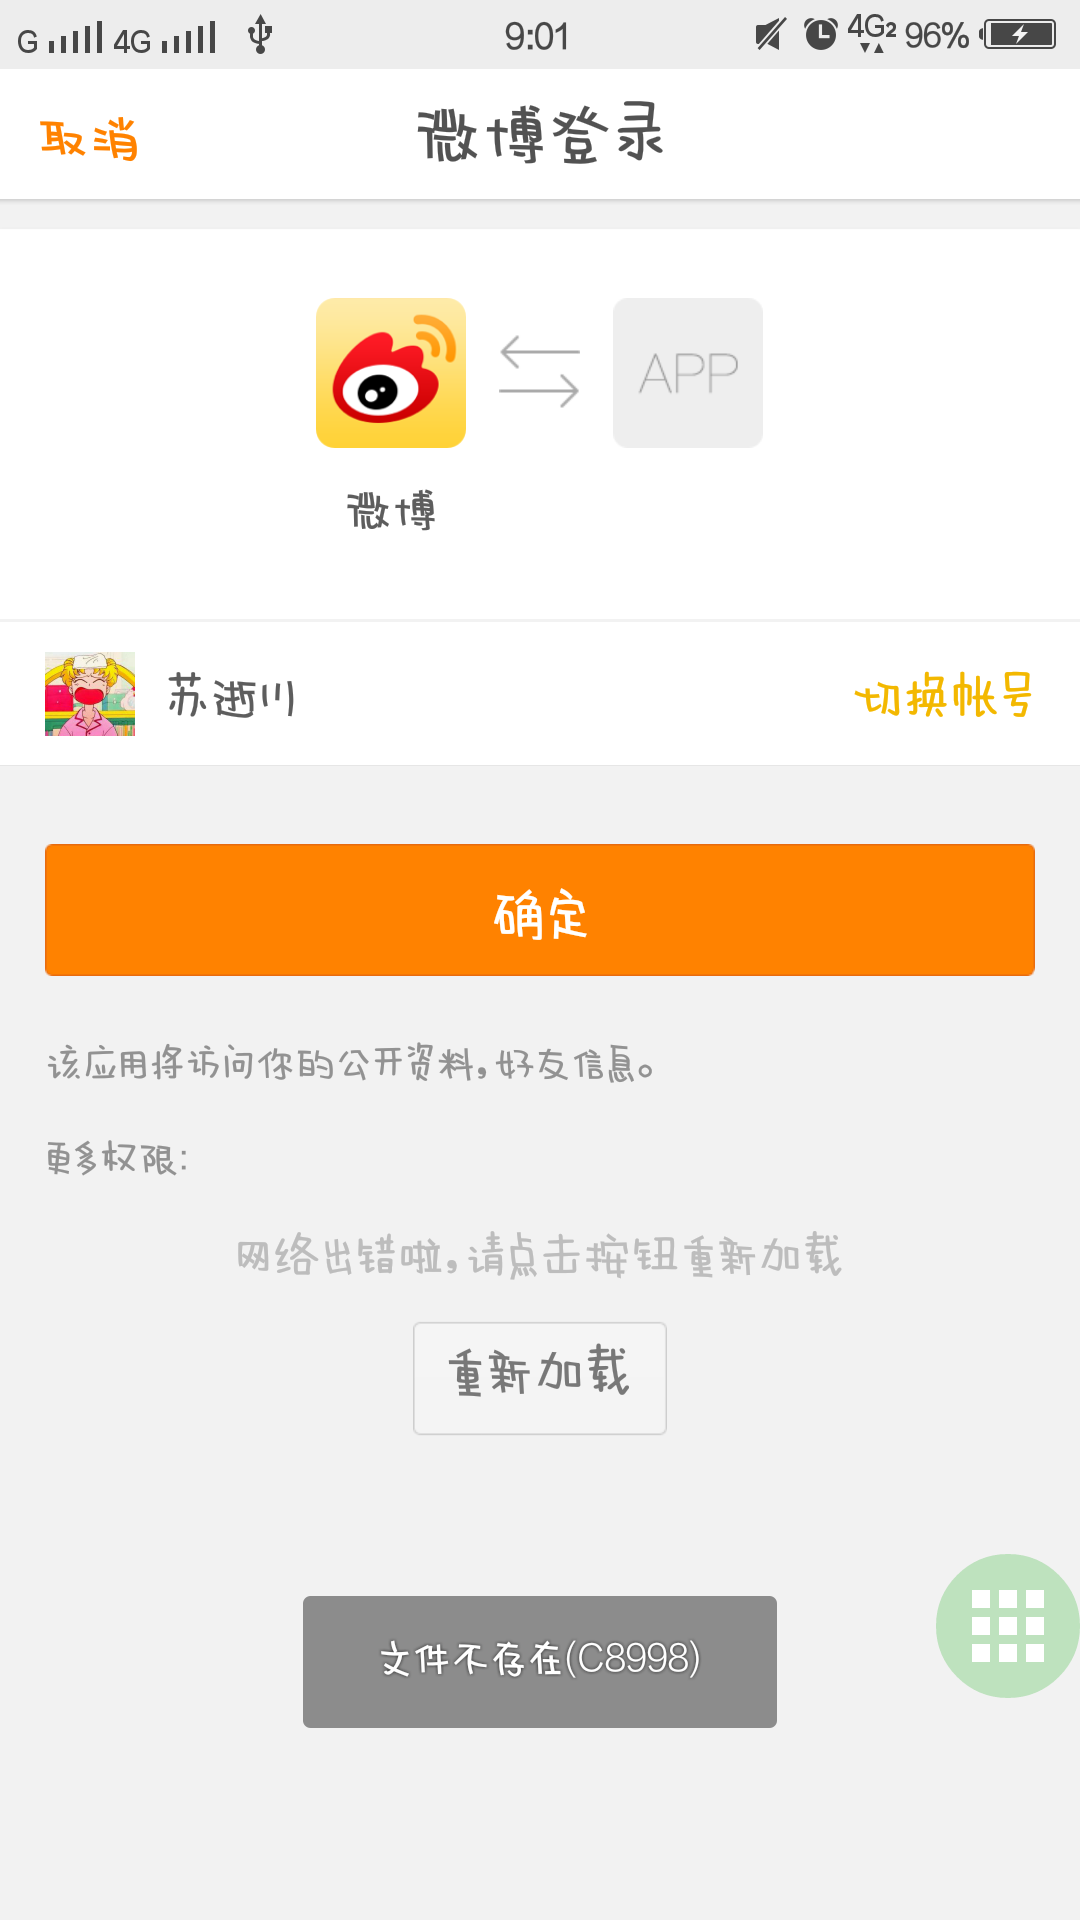 G 4G 9:01 4G2 96%
取消 微博登录
APP
微博
苏逝川 切换帐号
确定
该应用将访问你的公开资料,好友信息。
更多权限:
网络出错啦,请点击按钮重新加载
重新加载
文件不存在(C8998)